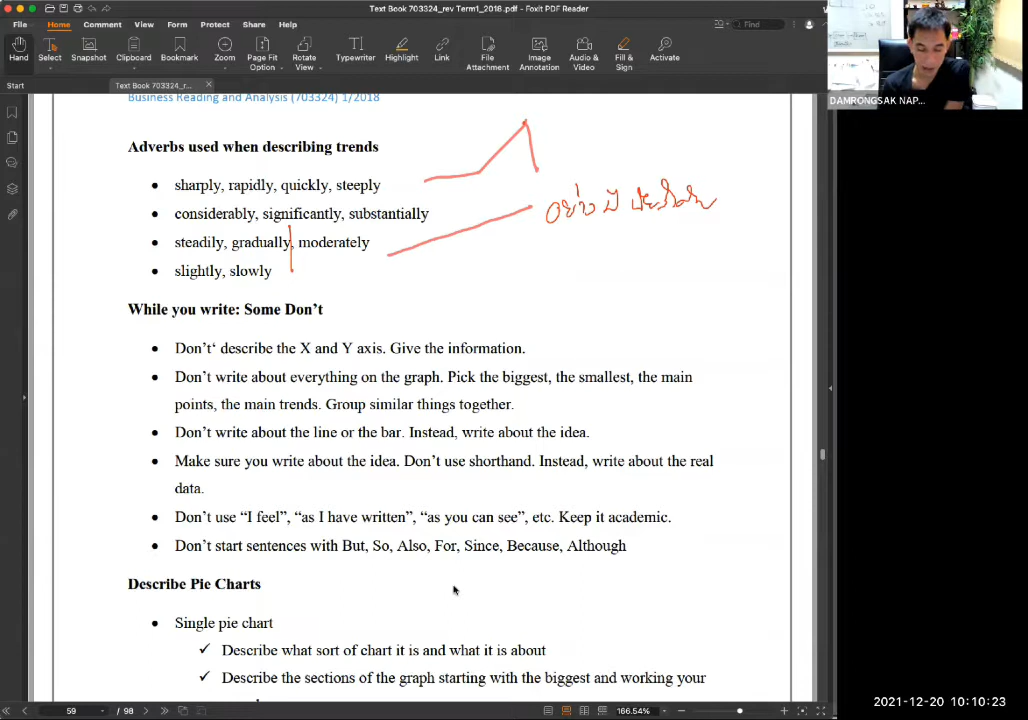 Text Book 703324_rev Term1_2018.pdf - Foxit PDF Reader
File Home Comment View Form Protect Share Help
Find
Hand Select Snapshot Clipboard Bookmark Zoom Page Fit Option Rotate View Typewriter Highlight Link File Attachment Image Annotation Audio & Video Fill & Sign Activate
Start Text Book 703324_r...
DAMRONGSAK NAP...
Business Reading and Analysis (703324) 1/2018
Adverbs used when describing trends
• sharply, rapidly, quickly, steeply
• considerably, significantly, substantially
อย่างมี
• steadily, gradually, moderately
• slightly, slowly
While you write: Some Don't
• Don't‘ describe the X and Y axis. Give the information.
• Don't write about everything on the graph. Pick the biggest, the smallest, the main
points, the main trends. Group similar things together.
• Don't write about the line or the bar. Instead, write about the idea.
• Make sure you write about the idea. Don't use shorthand. Instead, write about the real
data.
• Don't use “I feel”, “as I have written”, “as you can see”, etc. Keep it academic.
• Don't start sentences with But, So, Also, For, Since, Because, Although
Describe Pie Charts
• Single pie chart
✓ Describe what sort of chart it is and what it is about
✓ Describe the sections of the graph starting with the biggest and working your
59 / 98 166.54%
2021-12-20 10:10:23